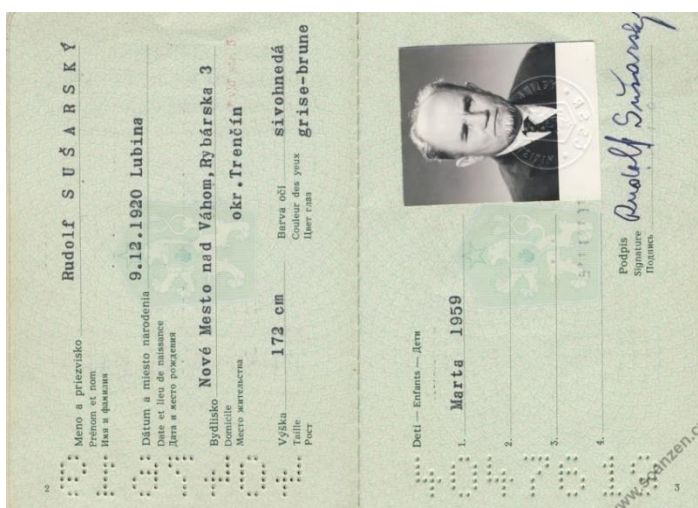 Meno a priezvisko Rudolf SUŠARSKÝ
Prénom et nom
Имя и фамилия
Dátum a miesto narodenia 9.12.1920 Lubina
Date et lieu de naissance
Дата и место рождения
Bydlisko Nové Mesto nad Váhom, Rybárska 3
Domicile okr. Trenčín
Место жительства
Výška 172 cm Barva očí sivohnedá
Taille Couleur des yeux grise-brune
Рост Цвет глаз
2
Deti — Enfants — Дети
1. Marta 1959
2.
3.
4.
Podpis Rudolf Sušarský
Signature
Подпись
3